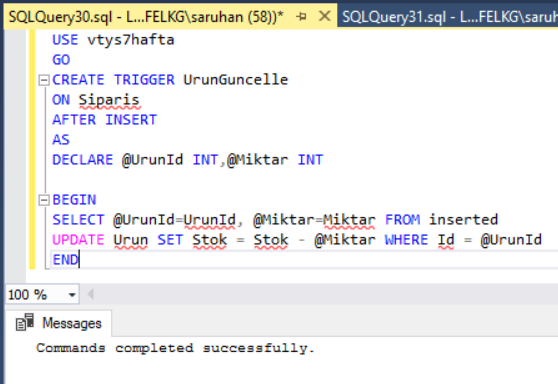 SQLQuery30.sql - L...FELKG\saruhan (58))* SQLQuery31.sql - L...FELKG\saruh
USE vtys7hafta
GO
CREATE TRIGGER UrunGuncelle
ON Siparis
AFTER INSERT
AS
DECLARE @UrunId INT,@Miktar INT
BEGIN
SELECT @UrunId=UrunId, @Miktar=Miktar FROM inserted
UPDATE Urun SET Stok = Stok - @Miktar WHERE Id = @UrunId
END
100 %
Messages
Commands completed successfully.